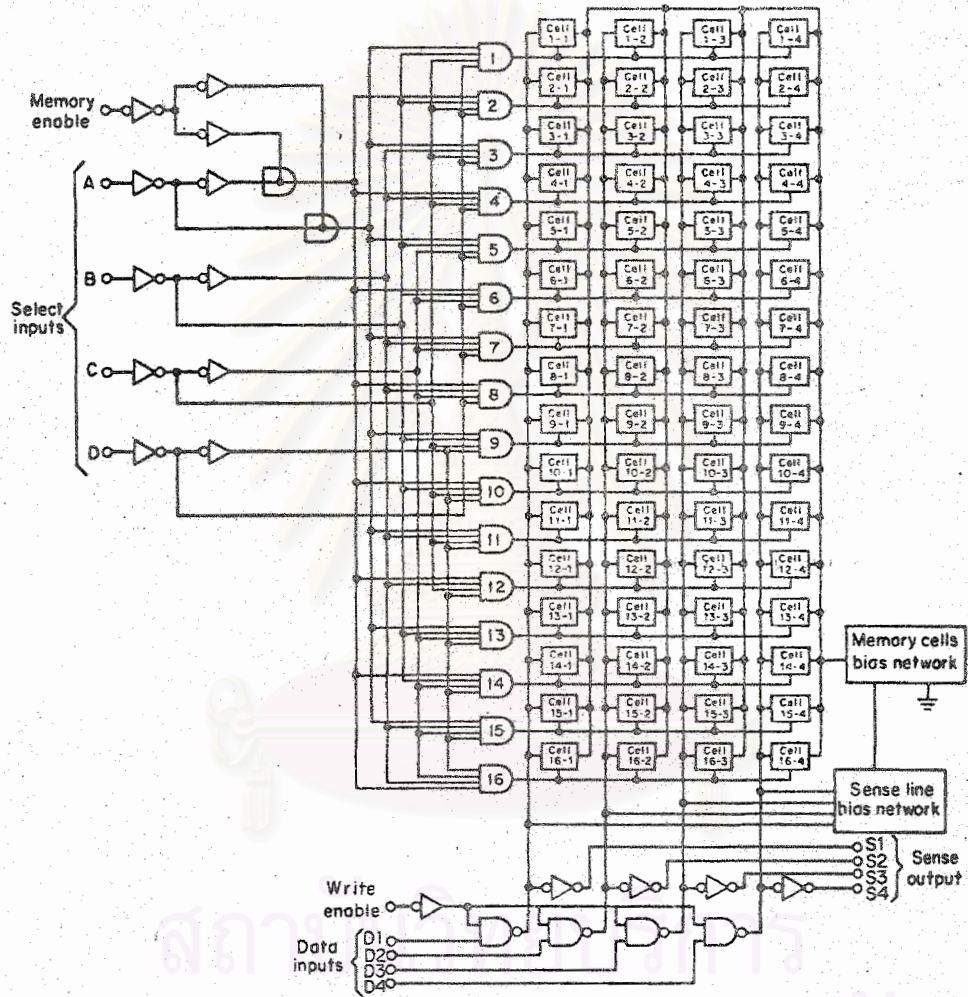 Cell 1-1 Cell 1-2 Cell 1-3 Cell 1-4
1
Cell 2-1 Cell 2-2 Cell 2-3 Cell 2-4
2
Memory enable
Cell 3-1 Cell 3-2 Cell 3-3 Cell 3-4
3
A
Cell 4-1 Cell 4-2 Cell 4-3 Cell 4-4
4
Cell 5-1 Cell 5-2 Cell 5-3 Cell 5-4
5
B
Cell 6-1 Cell 6-2 Cell 6-3 Cell 6-4
6
Select inputs
Cell 7-1 Cell 7-2 Cell 7-3 Cell 7-4
7
C
Cell 8-1 Cell 8-2 Cell 8-3 Cell 8-4
8
Cell 9-1 Cell 9-2 Cell 9-3 Cell 9-4
9
D
Cell 10-1 Cell 10-2 Cell 10-3 Cell 10-4
10
Cell 11-1 Cell 11-2 Cell 11-3 Cell 11-4
11
Cell 12-1 Cell 12-2 Cell 12-3 Cell 12-4
12
Cell 13-1 Cell 13-2 Cell 13-3 Cell 13-4
13
Memory cells
bias network
Cell 14-1 Cell 14-2 Cell 14-3 Cell 14-4
14
Cell 15-1 Cell 15-2 Cell 15-3 Cell 15-4
15
Cell 16-1 Cell 16-2 Cell 16-3 Cell 16-4
16
Sense line
bias network
S1
S2
S3
S4
Sense
output
Write
enable
Data
inputs
D1
D2
D3
D4